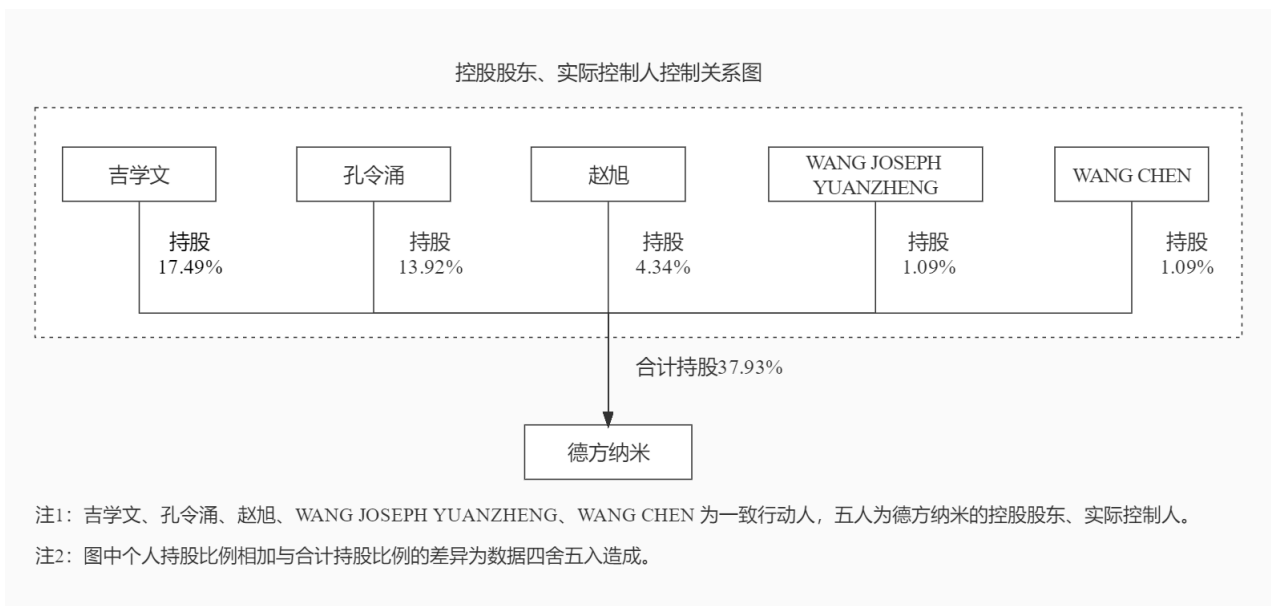 控股股东、实际控制人控制关系图
吉学文
孔令涌
赵旭
WANG JOSEPH
YUANZHENG
WANG CHEN
持股
17.49%
持股
13.92%
持股
4.34%
持股
1.09%
持股
1.09%
合计持股37.93%
德方纳米
注1：吉学文、孔令涌、赵旭、WANG JOSEPH YUANZHENG、WANG CHEN 为一致行动人，五人为德方纳米的控股股东、实际控制人。
注2：图中个人持股比例相加与合计持股比例的差异为数据四舍五入造成。